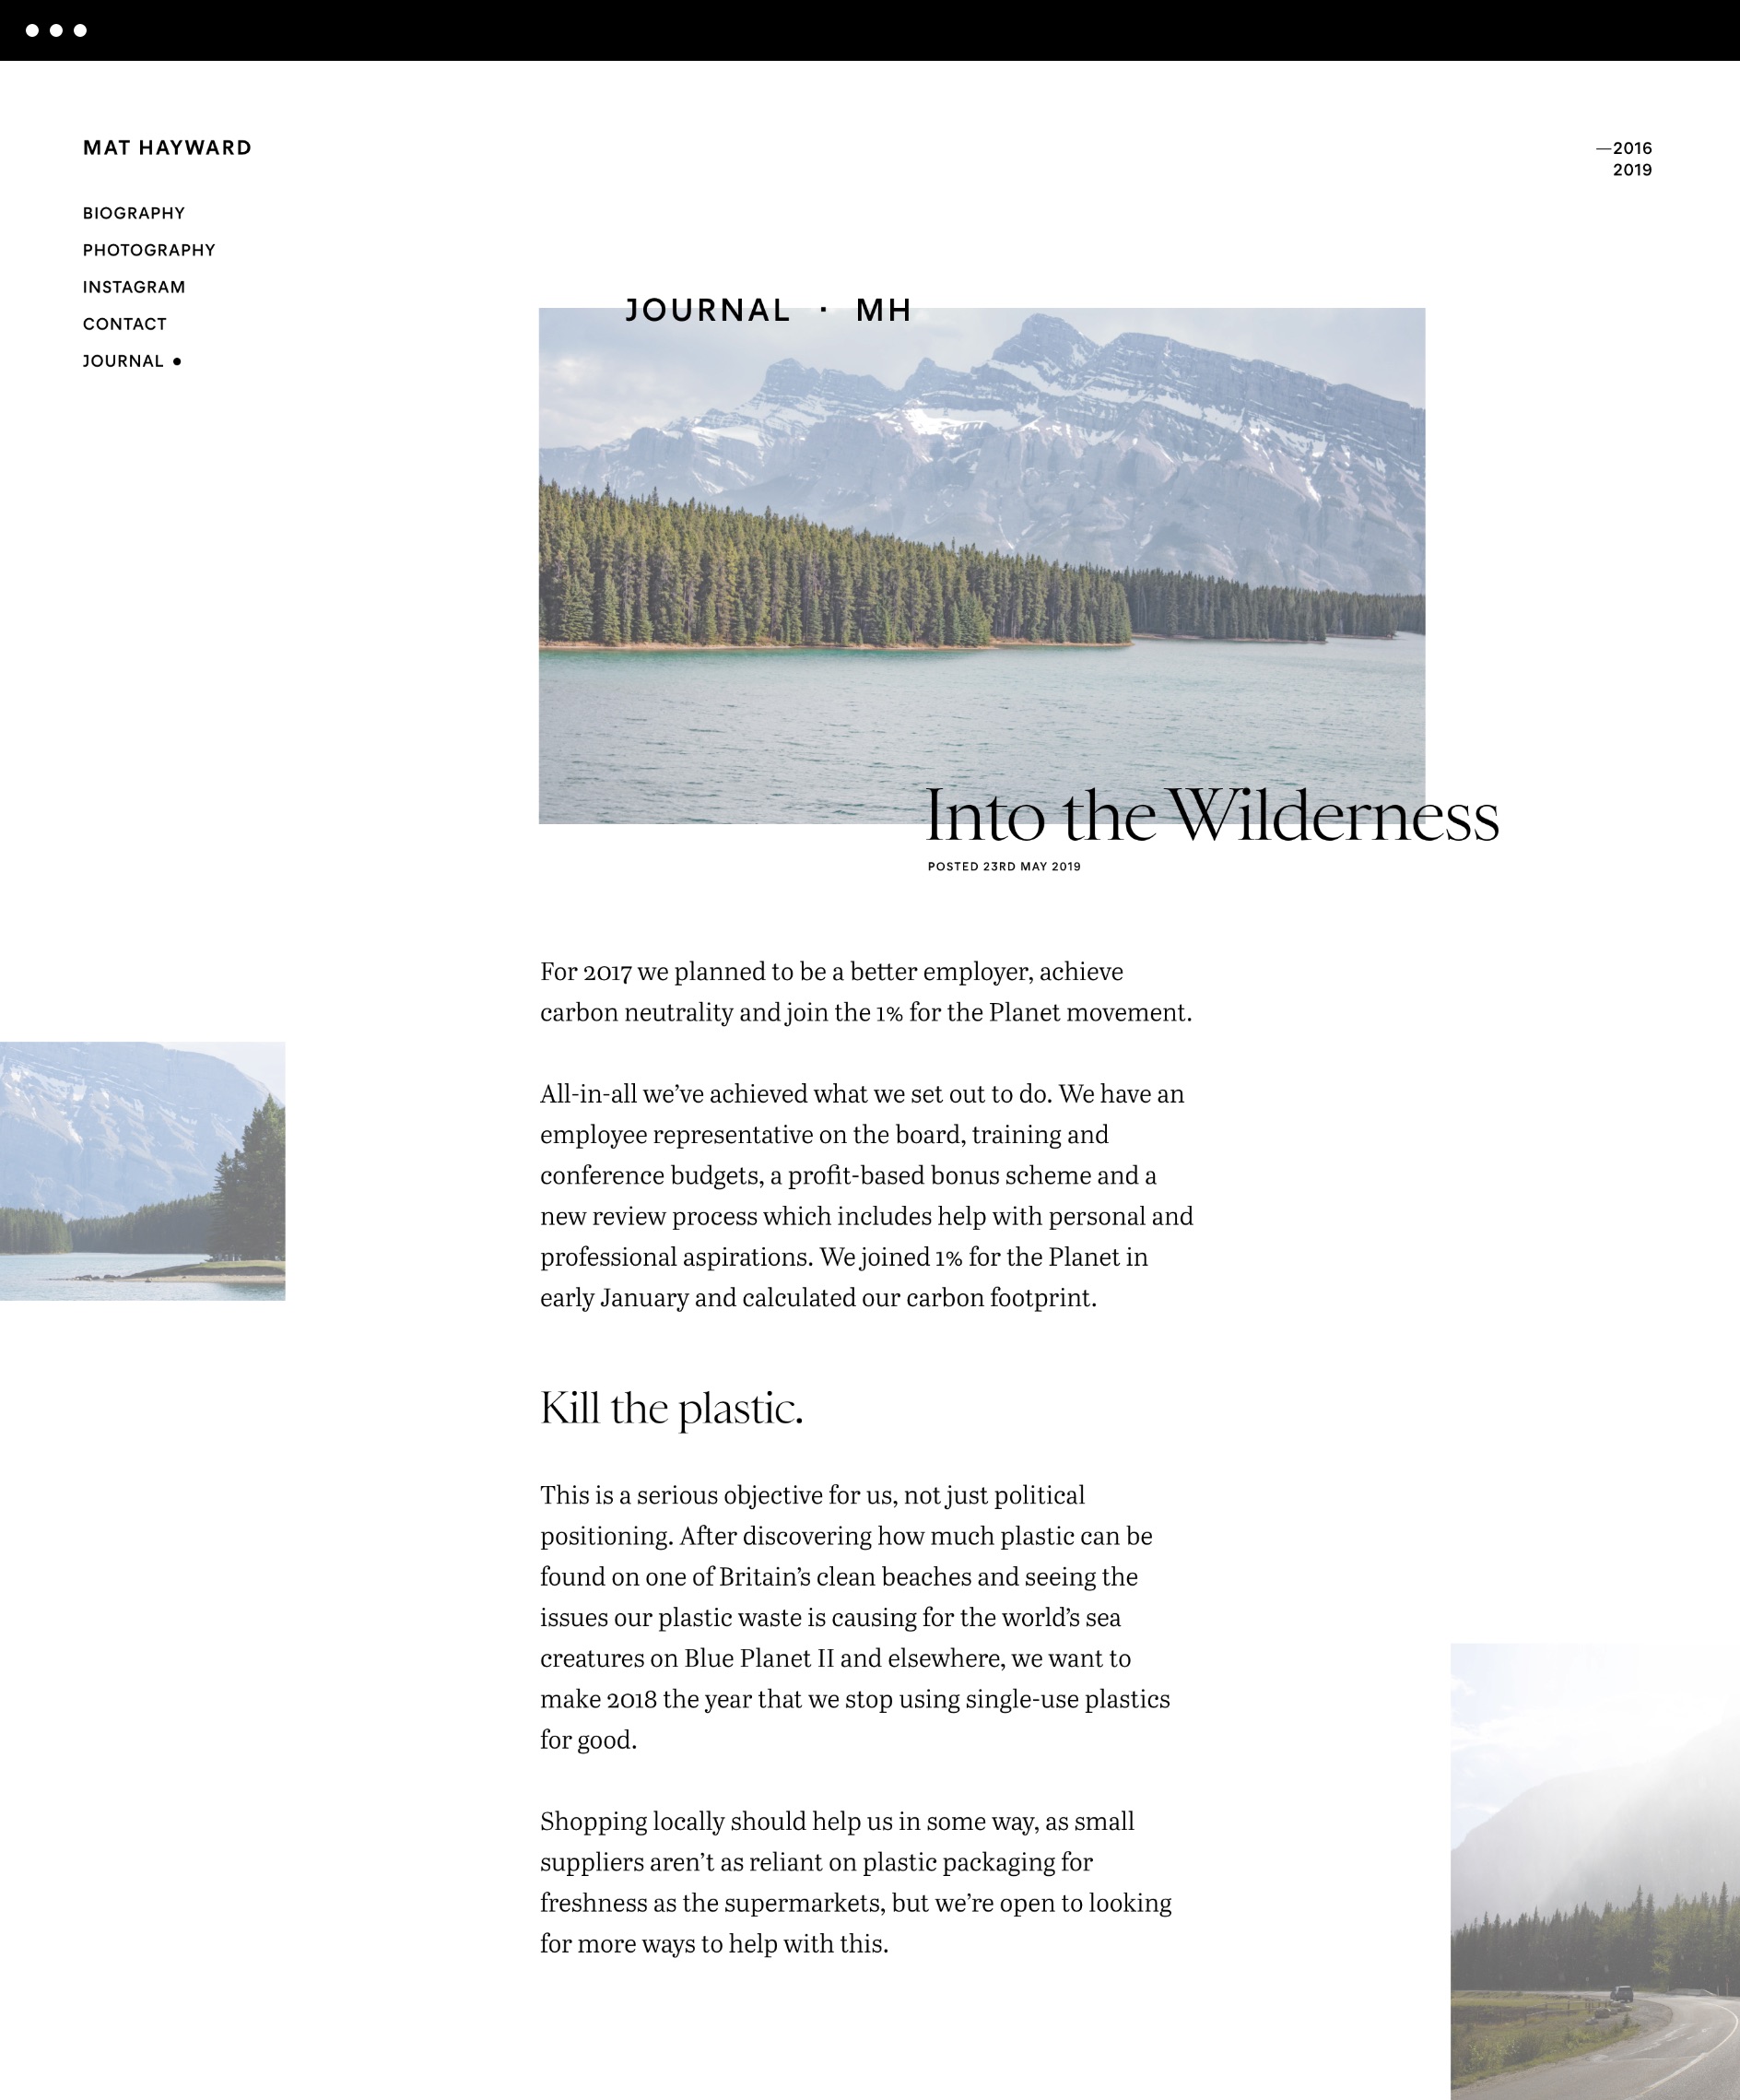 MAT HAYWARD
—2016
2019
BIOGRAPHY
PHOTOGRAPHY
INSTAGRAM
CONTACT
JOURNAL •
JOURNAL · MH
Into the Wilderness
POSTED 23RD MAY 2019
For 2017 we planned to be a better employer, achieve
carbon neutrality and join the 1% for the Planet movement.
All-in-all we’ve achieved what we set out to do. We have an
employee representative on the board, training and
conference budgets, a profit-based bonus scheme and a
new review process which includes help with personal and
professional aspirations. We joined 1% for the Planet in
early January and calculated our carbon footprint.
Kill the plastic.
This is a serious objective for us, not just political
positioning. After discovering how much plastic can be
found on one of Britain’s clean beaches and seeing the
issues our plastic waste is causing for the world’s sea
creatures on Blue Planet II and elsewhere, we want to
make 2018 the year that we stop using single-use plastics
for good.
Shopping locally should help us in some way, as small
suppliers aren’t as reliant on plastic packaging for
freshness as the supermarkets, but we’re open to looking
for more ways to help with this.